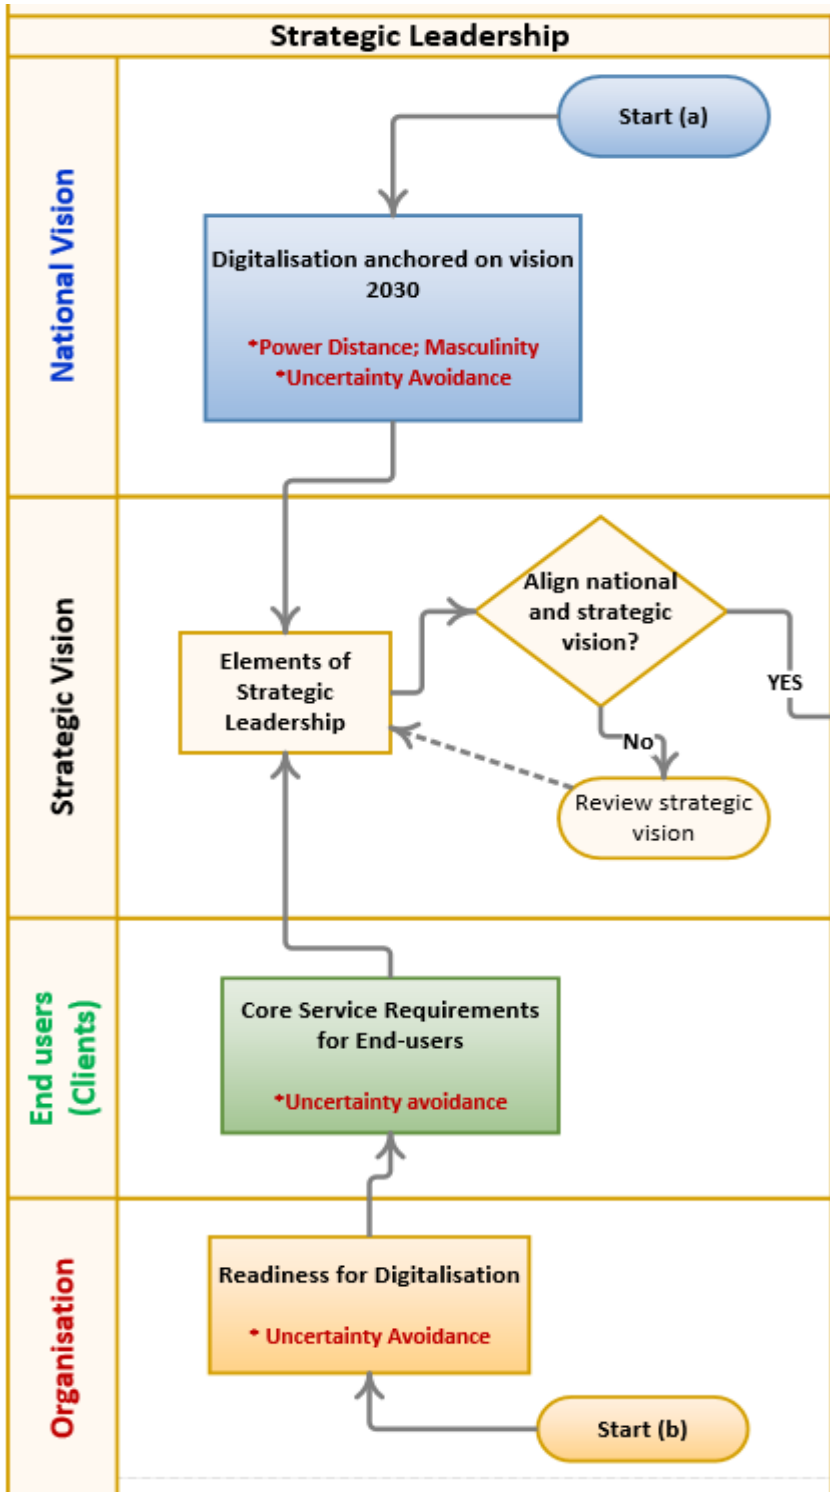 Strategic Leadership
National Vision
Start (a)
Digitalisation anchored on vision
2030
*Power Distance; Masculinity
*Uncertainty Avoidance
Strategic Vision
Align national
and strategic
vision?
Elements of
Strategic
Leadership
YES
No
Review strategic
vision
End users
(Clients)
Core Service Requirements
for End-users
*Uncertainty avoidance
Organisation
Readiness for Digitalisation
* Uncertainty Avoidance
Start (b)